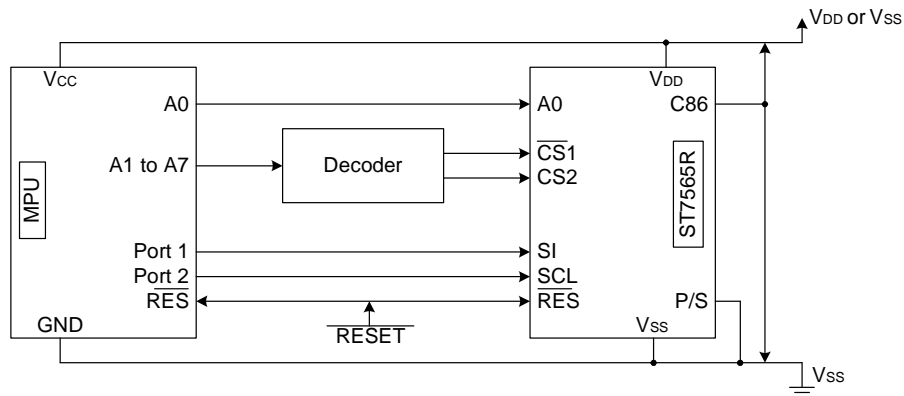 VDD or VSS
VCC
VDD
A0
A0
C86
A1 to A7
Decoder
CS1
CS2
MPU
ST7565R
Port 1
SI
Port 2
SCL
RES
RES
P/S
RESET
GND
VSS
VSS